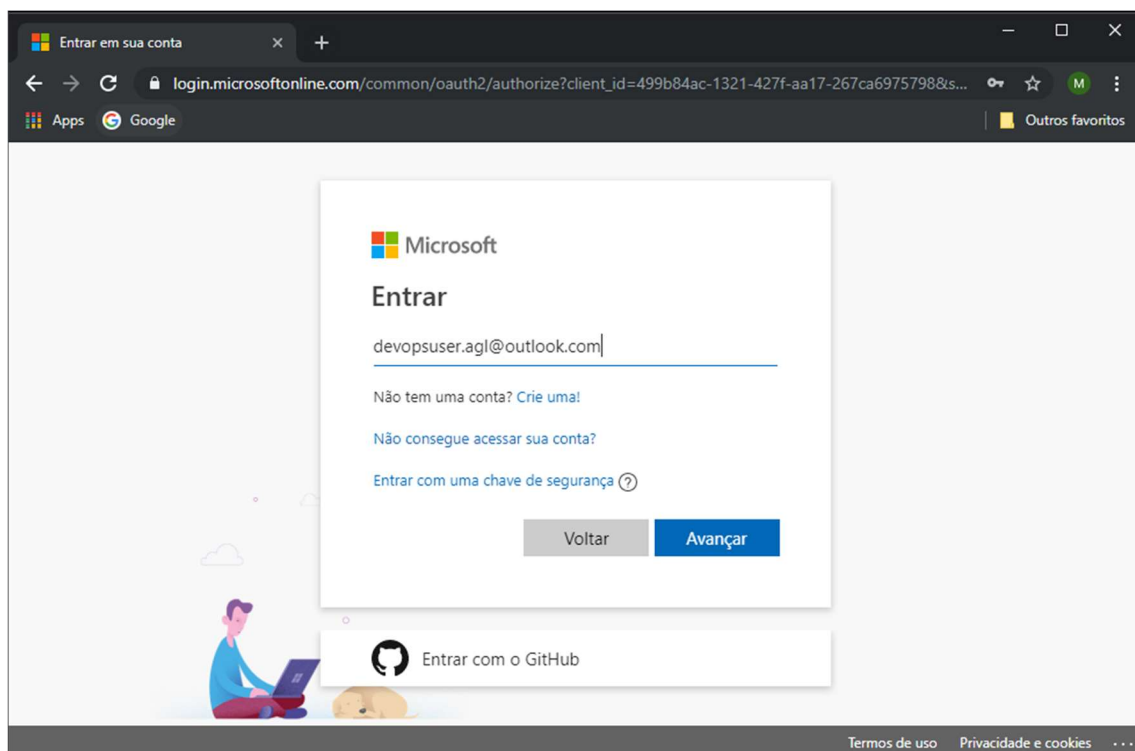 Entrar em sua conta
login.microsoftonline.com/common/oauth2/authorize?client_id=499b84ac-1321-427f-aa17-267ca6975798&s...
M
Apps Google Outros favoritos
Microsoft
Entrar
devopsuser.agl@outlook.com
Não tem uma conta? Crie uma!
Não consegue acessar sua conta?
Entrar com uma chave de segurança ?
Voltar Avançar
Entrar com o GitHub
Termos de uso Privacidade e cookies ...